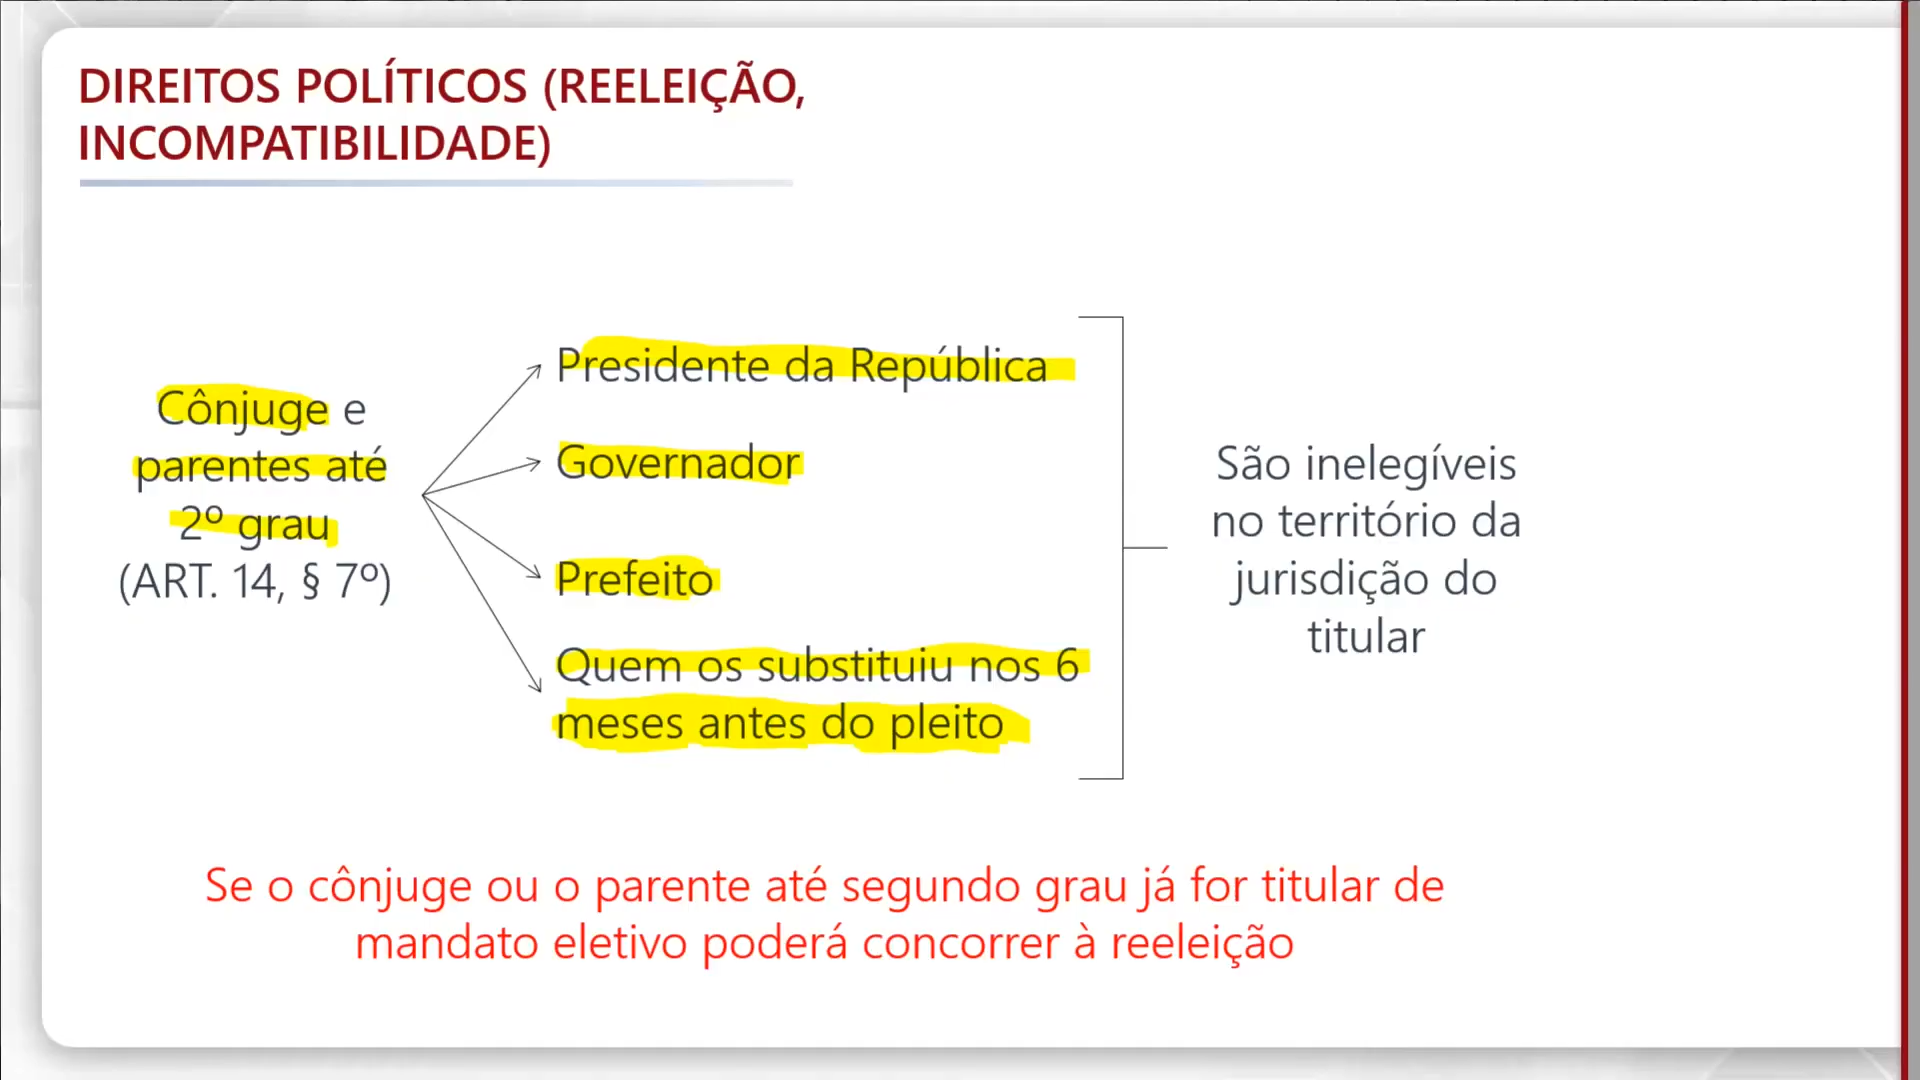 DIREITOS POLÍTICOS (REELEIÇÃO,
INCOMPATIBILIDADE)
Cônjuge e
parentes até
2º grau
(ART. 14, § 7º)
Presidente da República
Governador
Prefeito
Quem os substituiu nos 6
meses antes do pleito
São inelegíveis
no território da
jurisdição do
titular
Se o cônjuge ou o parente até segundo grau já for titular de
mandato eletivo poderá concorrer à reeleição